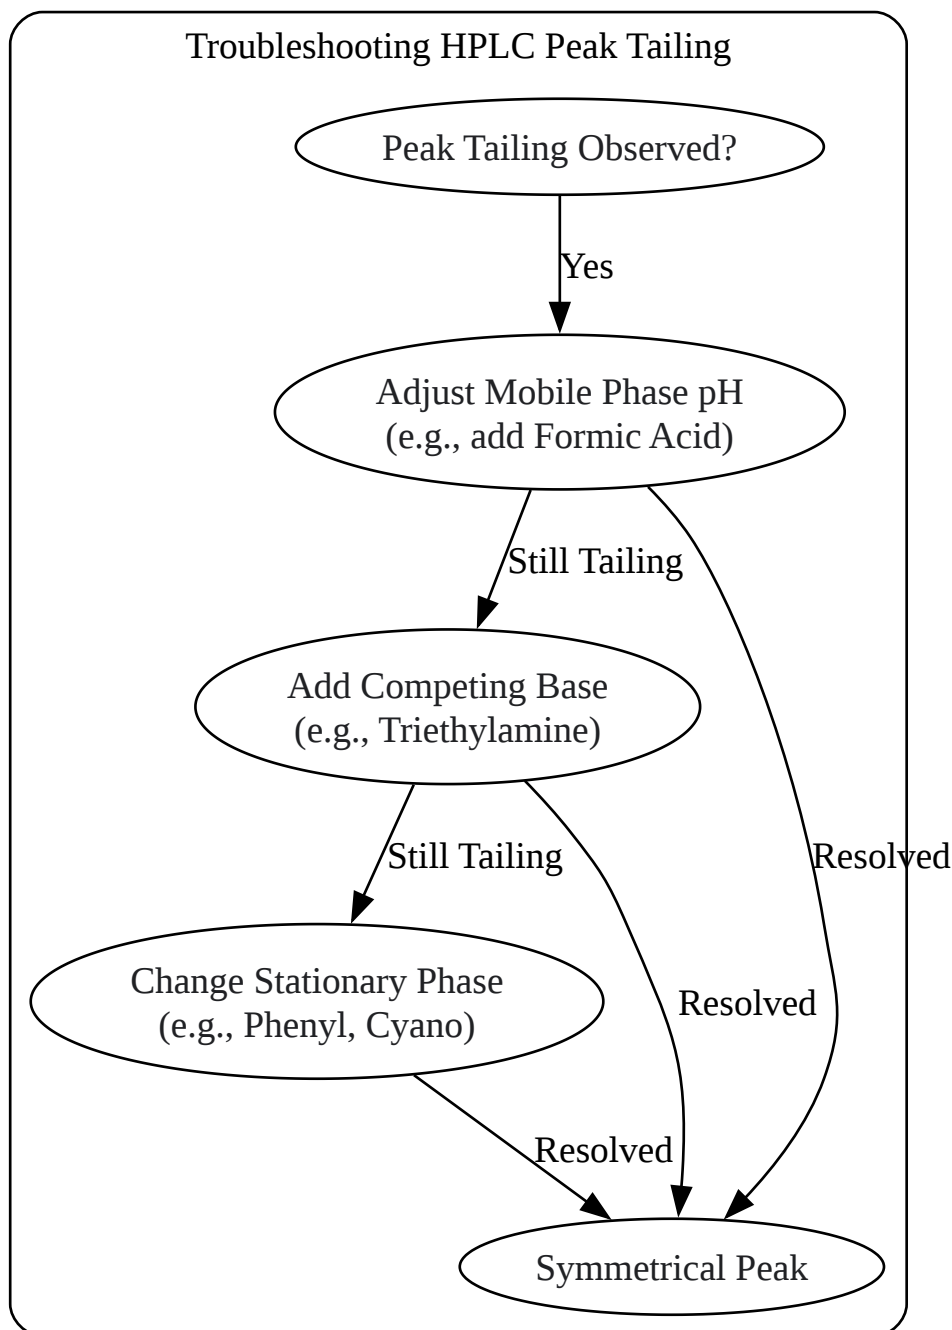 Troubleshooting HPLC Peak Tailing
Peak Tailing Observed?
Yes
Adjust Mobile Phase pH
(e.g., add Formic Acid)
Still Tailing
Add Competing Base
(e.g., Triethylamine)
Still Tailing
Resolved
Change Stationary Phase
(e.g., Phenyl, Cyano)
Resolved
Resolved
Symmetrical Peak